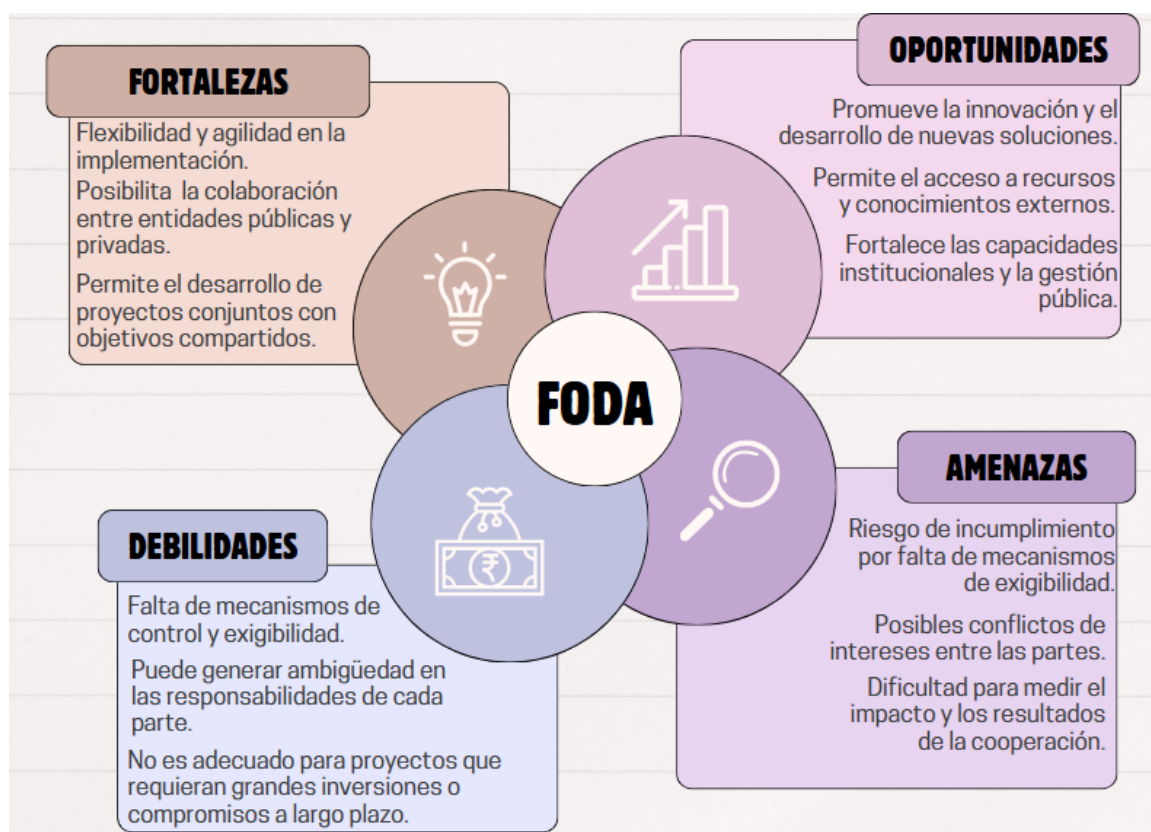 FORTALEZAS
Flexibilidad y agilidad en la
implementación.
Posibilita la colaboración
entre entidades públicas y
privadas.
Permite el desarrollo de
proyectos conjuntos con
objetivos compartidos.
OPORTUNIDADES
Promueve la innovación y el
desarrollo de nuevas soluciones.
Permite el acceso a recursos
y conocimientos externos.
Fortalece las capacidades
institucionales y la gestión
pública.
FODA
DEBILIDADES
Falta de mecanismos de
control y exigibilidad.
Puede generar ambigüedad en
las responsabilidades de cada
parte.
No es adecuado para proyectos que
requieran grandes inversiones o
compromisos a largo plazo.
₹
AMENAZAS
Riesgo de incumplimiento
por falta de mecanismos
de exigibilidad.
Posibles conflictos de
intereses entre las partes.
Dificultad para medir el
impacto y los resultados
de la cooperación.